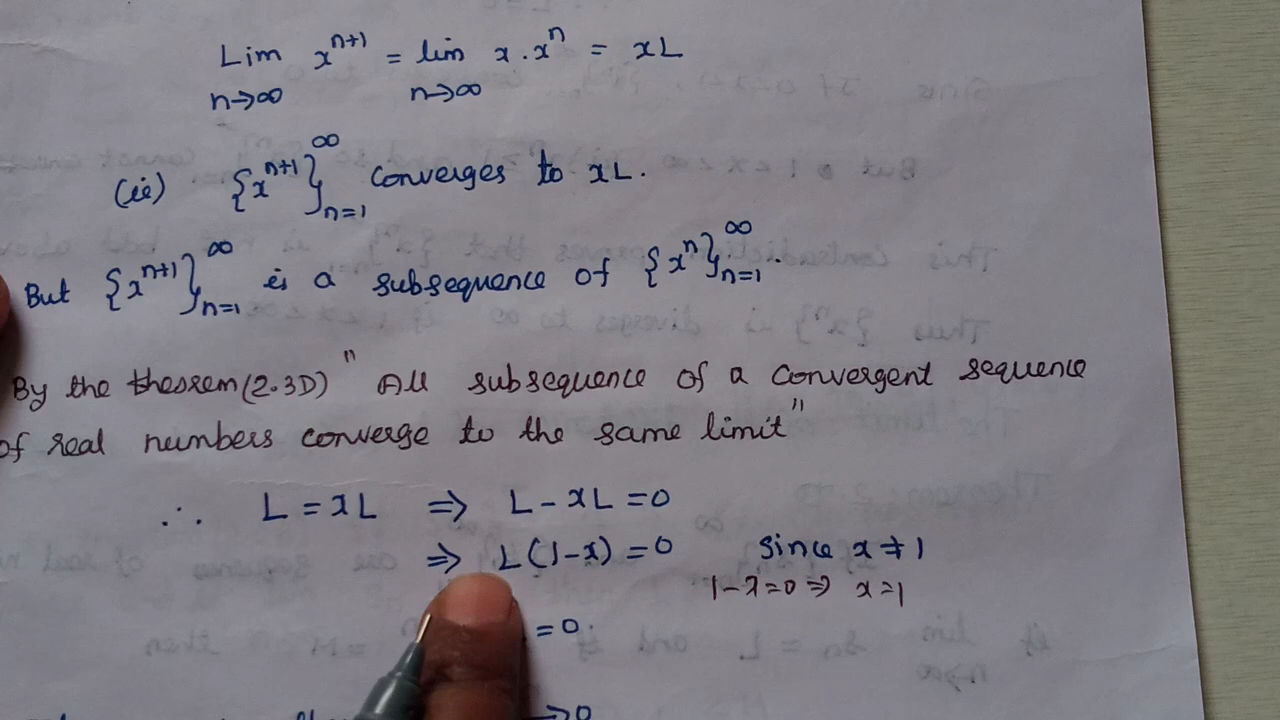 Lim x^{n+1} = lim x . x^n = xL
n→∞ n→∞
(ie) {x^{n+1}}_{n=1}^∞ converges to xL.
But {x^{n+1}}_{n=1}^∞ is a subsequence of {x^n}_{n=1}^∞.
By the theorem (2.3D) " All subsequence of a convergent sequence
of real numbers converge to the same limit"
∴ L = xL ⇒ L - xL = 0
⇒ L(1-x) = 0 since x ≠ 1
1-x=0 ⇒ x=1
= 0.
→0